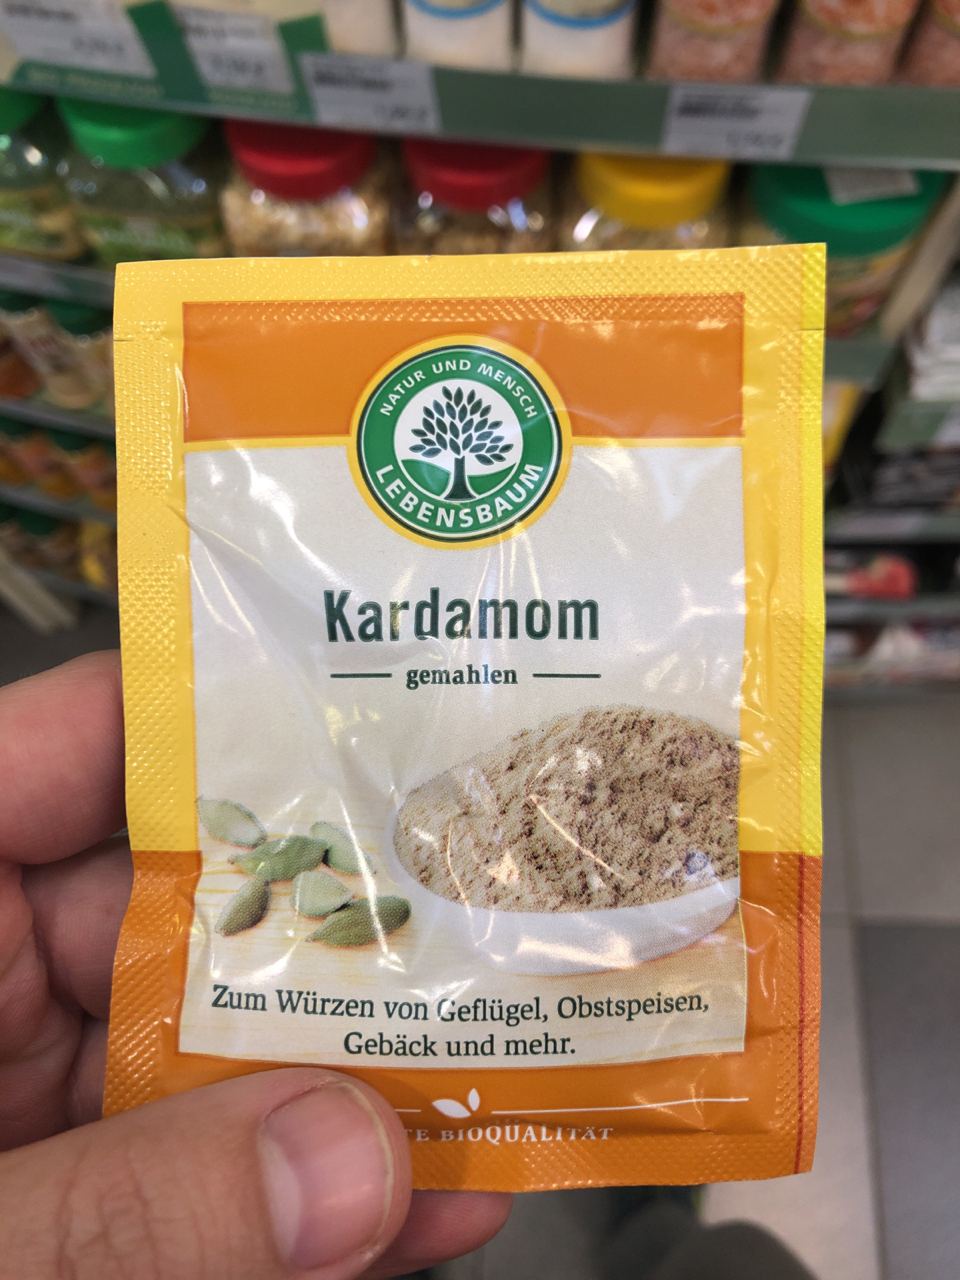 NATUR UND MENSCH
LEBENSBAUM
Kardamom
gemahlen
Zum Würzen von Geflügel, Obstspeisen,
Gebäck und mehr.
BIOQUALITÄT